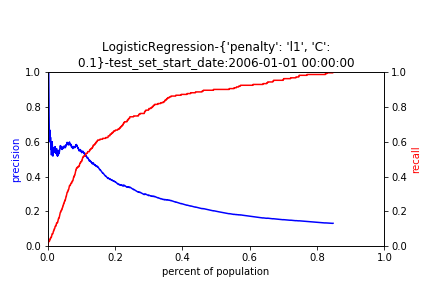 LogisticRegression-{'penalty': 'l1', 'C':
0.1}-test_set_start_date:2006-01-01 00:00:00
1.0
0.8
0.6
0.4
0.2
0.0
precision
1.0
0.8
0.6
0.4
0.2
0.0
recall
0.0 0.2 0.4 0.6 0.8 1.0
percent of population